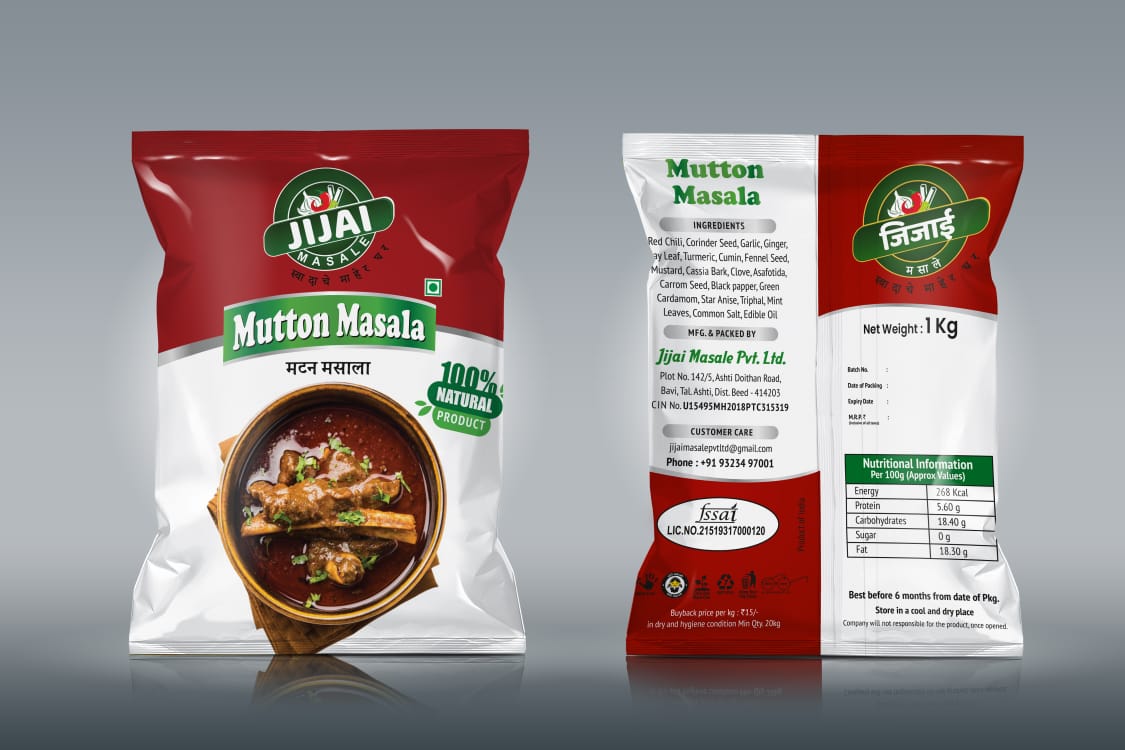 JIJAI
MASALE
स्वादाचे माहेर घर
Mutton Masala
मटन मसाला
100%
NATURAL
PRODUCT
Mutton
Masala
INGREDIENTS
Red Chili, Corinder Seed, Garlic, Ginger,
ay Leaf, Turmeric, Cumin, Fennel Seed,
Mustard, Cassia Bark, Clove, Asafotida,
Carrom Seed, Black papper, Green
Cardamom, Star Anise, Triphal, Mint
Leaves, Common Salt, Edible Oil
MFG. & PACKED BY
Jijai Masale Pvt. Ltd.
Plot No. 142/5, Ashti Doithan Road,
Bavi, Tal. Ashti, Dist. Beed - 414203
CIN No. U15495MH2018PTC315319
CUSTOMER CARE
jijaimasalepvtltd@gmail.com
Phone : +91 93234 97001
fssai
LIC.NO.21519317000120
Product of India
Buyback price per kg : ₹15/-
in dry and hygiene condition Min Qty. 20kg
जिजाई
मसाले
स्वादाचे माहेर घर
Net Weight : 1 Kg
Batch No. :
Date of Packing :
Expiry Date :
M.R.P. ₹ :
(Inclusive of all taxes)
Nutritional Information
Per 100g (Approx Values)
Energy 268 Kcal
Protein 5.60 g
Carbohydrates 18.40 g
Sugar 0 g
Fat 18.30 g
Best before 6 months from date of Pkg.
Store in a cool and dry place
Company will not responsible for the product, once opened.